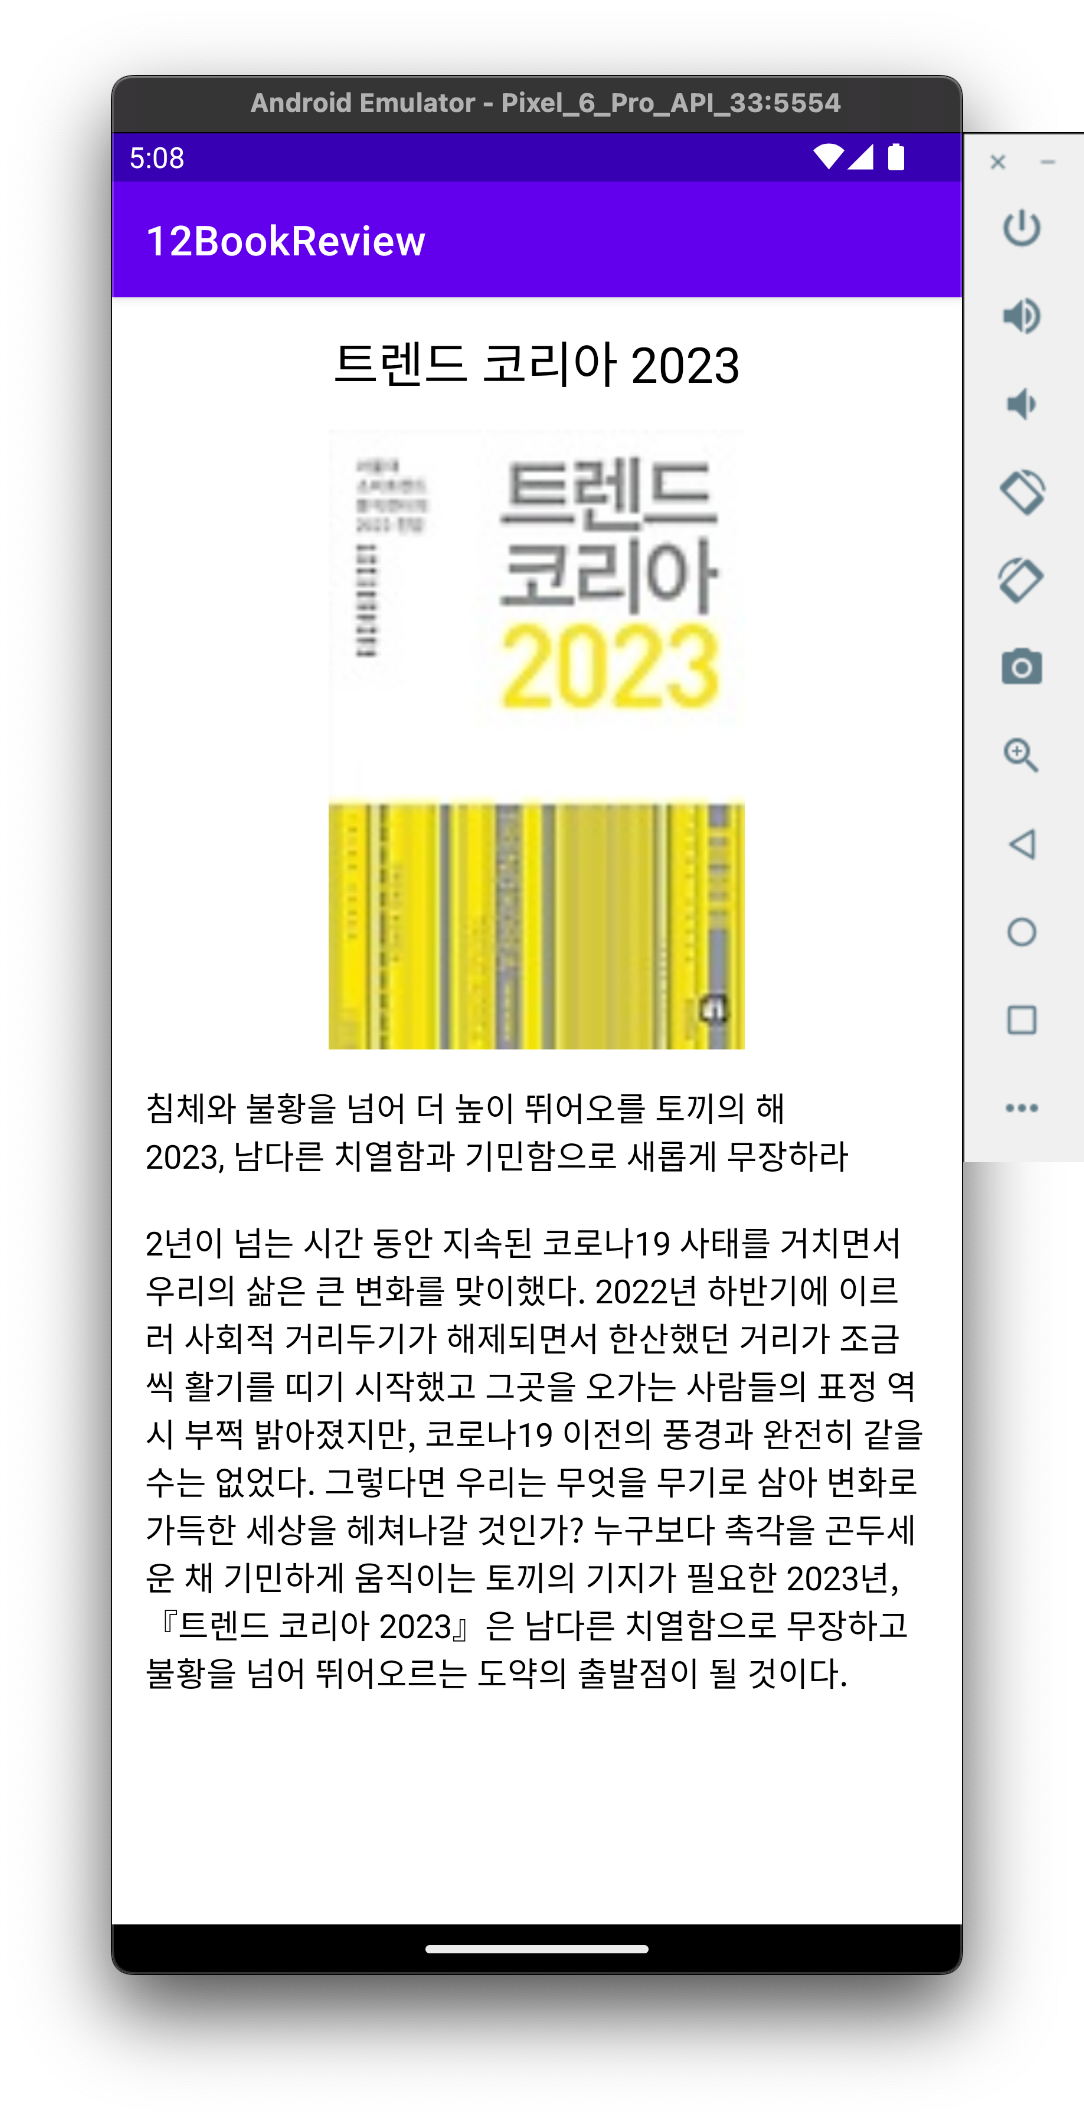 Android Emulator - Pixel_6_Pro_API_33:5554
5:08
12BookReview
트렌드 코리아 2023
트렌드
코리아
2023
침체와 불황을 넘어 더 높이 뛰어오를 토끼의 해
2023, 남다른 치열함과 기민함으로 새롭게 무장하라
2년이 넘는 시간 동안 지속된 코로나19 사태를 거치면서
우리의 삶은 큰 변화를 맞이했다. 2022년 하반기에 이르
러 사회적 거리두기가 해제되면서 한산했던 거리가 조금
씩 활기를 띠기 시작했고 그곳을 오가는 사람들의 표정 역
시 부쩍 밝아졌지만, 코로나19 이전의 풍경과 완전히 같을
수는 없었다. 그렇다면 우리는 무엇을 무기로 삼아 변화로
가득한 세상을 헤쳐나갈 것인가? 누구보다 촉각을 곤두세
운 채 기민하게 움직이는 토끼의 기지가 필요한 2023년,
『트렌드 코리아 2023』은 남다른 치열함으로 무장하고
불황을 넘어 뛰어오르는 도약의 출발점이 될 것이다.